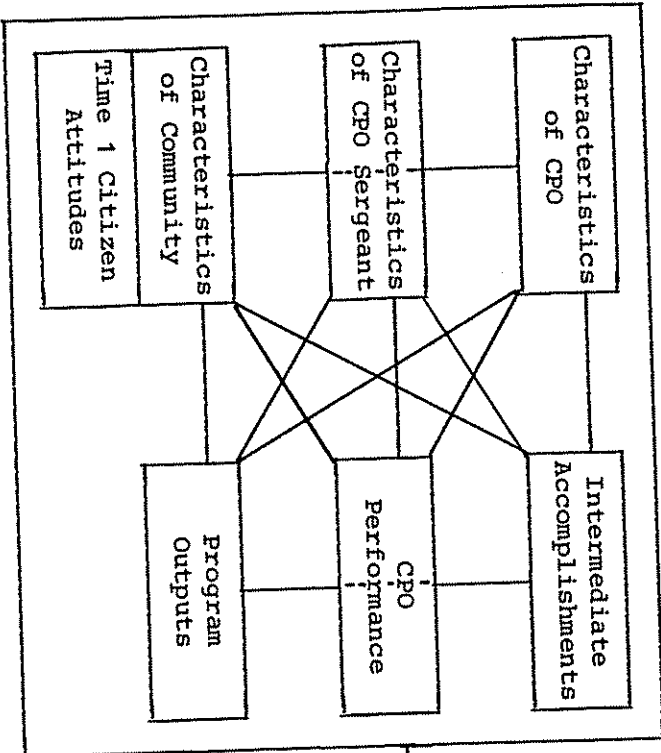 Characteristics
of CPO
Intermediate
Accomplishments
Characteristics
of CPO Sergeant
CPO
Performance
Characteristics
of Community
Time 1 Citizen
Attitudes
Program
Outputs